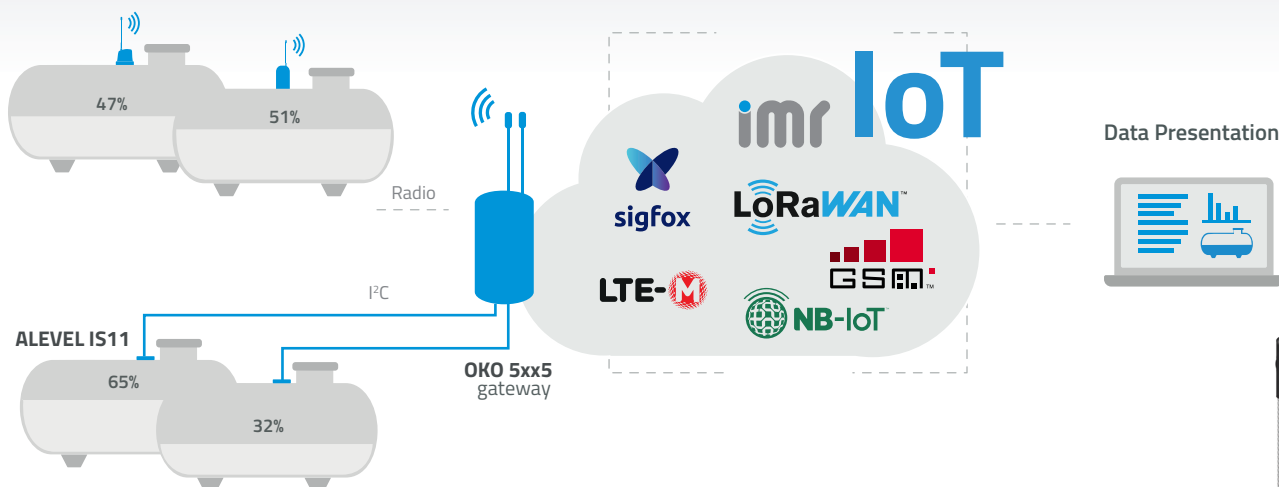 47%
51%
Radio
I²C
ALEVEL IS11
65%
32%
OKO 5xx5
gateway
imr
IoT
sigfox
LoRaWAN™
LTE-M
GSM™
NB-IoT
Data Presentation